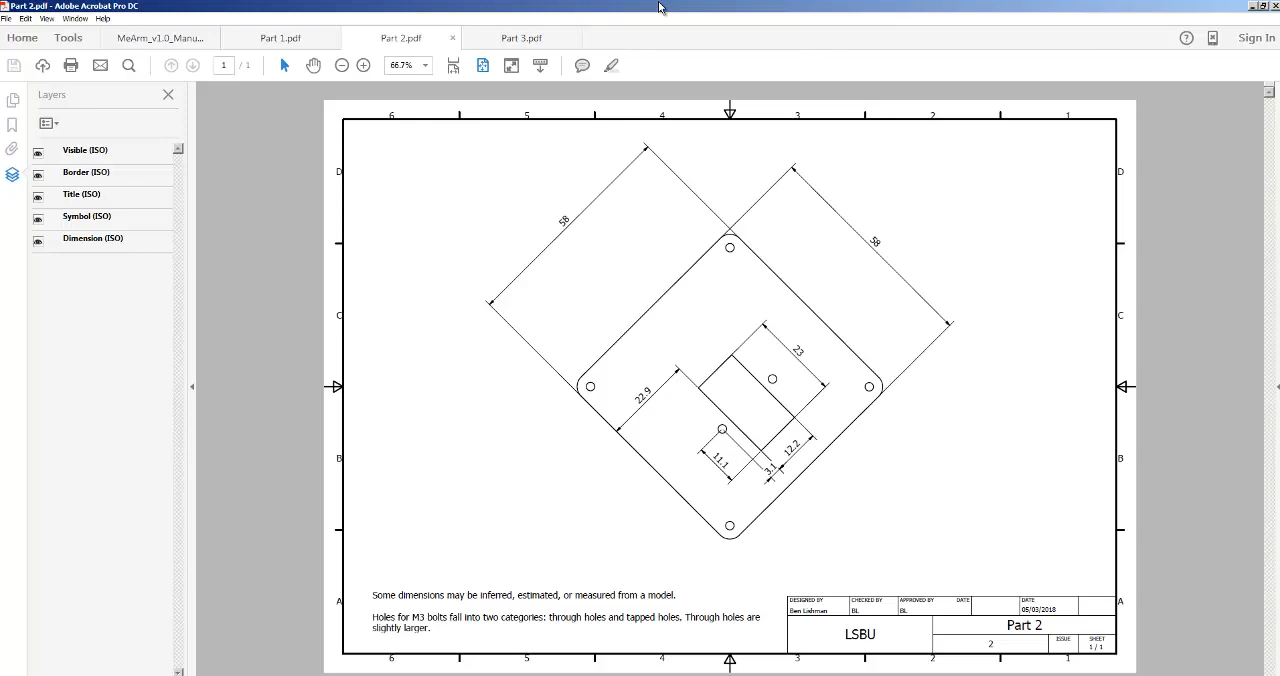 Part 2.pdf - Adobe Acrobat Pro DC
File Edit View Window Help
Home Tools MeArm_v1.0_Manu... Part 1.pdf Part 2.pdf × Part 3.pdf ? Sign In
1 / 1 66.7%
Layers
Visible (ISO)
Border (ISO)
Title (ISO)
Symbol (ISO)
Dimension (ISO)
6 5 4 3 2 1
D D
58 58
C C
23
22.9
12.2
11.1
3.1
B B
Some dimensions may be inferred, estimated, or measured from a model.
Holes for M3 bolts fall into two categories: through holes and tapped holes. Through holes are
slightly larger.
A A
DESIGNED BY CHECKED BY APPROVED BY DATE DATE
Ben Lishman BL BL 05/03/2018
LSBU
Part 2
2
ISSUE SHEET
1 / 1
6 5 4 3 2 1